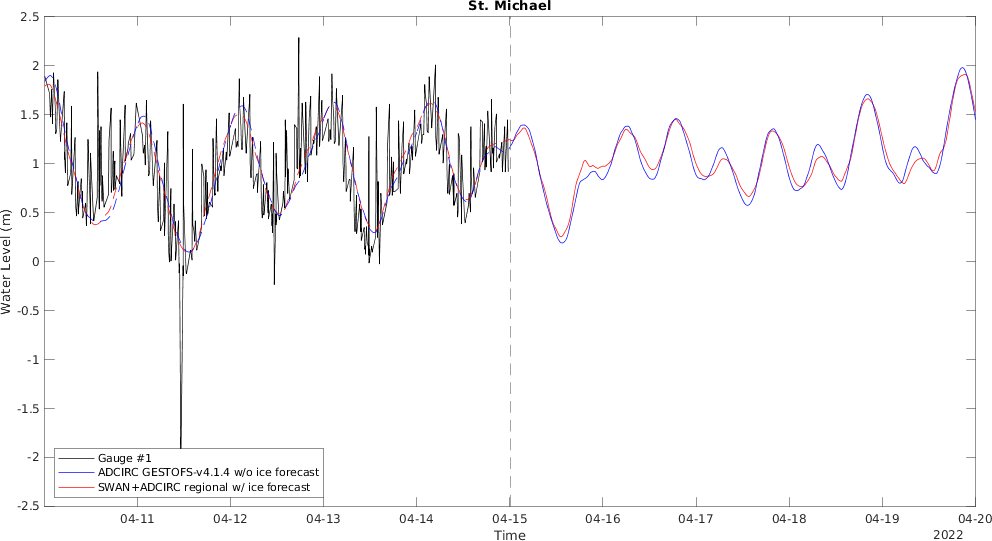 St. Michael
2.5
2
1.5
1
0.5
0
-0.5
-1
-1.5
-2
-2.5
Water Level (m)
Gauge #1
ADCIRC GESTOFS-v4.1.4 w/o ice forecast
SWAN+ADCIRC regional w/ ice forecast
04-11 04-12 04-13 04-14 04-15 04-16 04-17 04-18 04-19 04-20
Time
2022